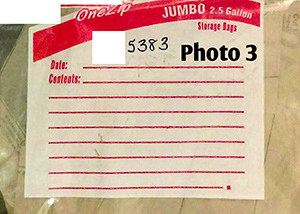 OneZip JUMBO 2.5 Gallon
Storage Bags
5383 Photo 3
Date:
Contents: